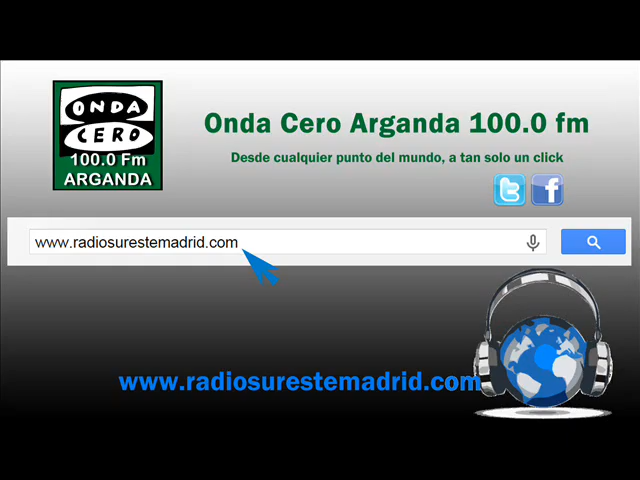 ONDA
CERO
100.0 Fm
ARGANDA
Onda Cero Arganda 100.0 fm
Desde cualquier punto del mundo, a tan solo un click
www.radiosurestemadrid.com
www.radiosurestemadrid.com